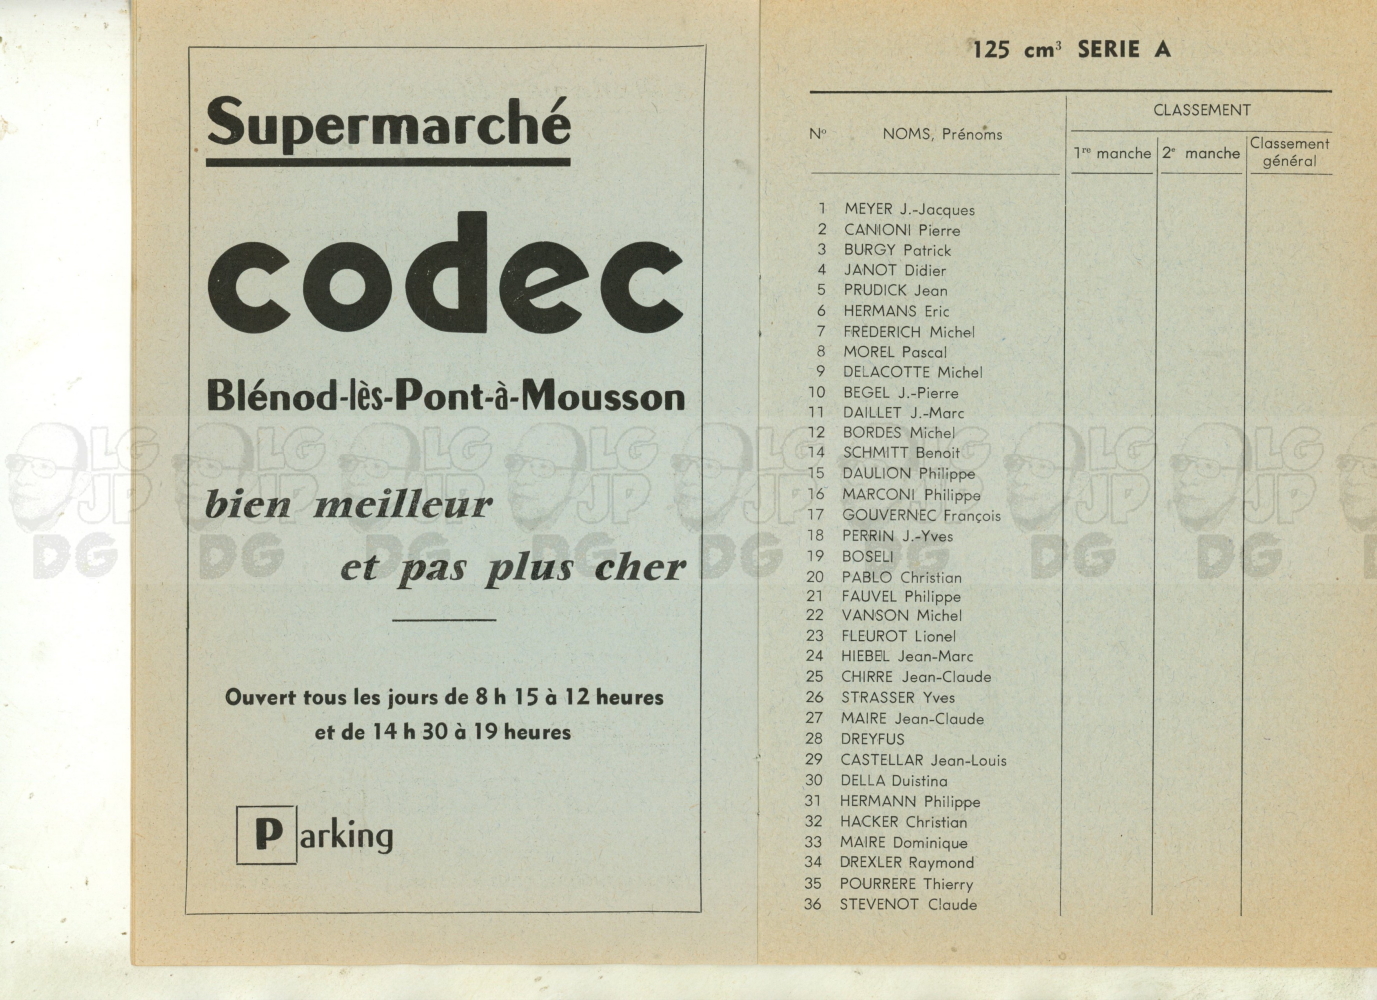 Supermarché
codec
Blénod-lès-Pont-à-Mousson
bien meilleur
et pas plus cher
Ouvert tous les jours de 8 h 15 à 12 heures
et de 14 h 30 à 19 heures
Parking
125 cm³ SERIE A
N° NOMS, Prénoms
CLASSEMENT
1re manche 2e manche Classement général
1 MEYER J.-Jacques
2 CANIONI Pierre
3 BURGY Patrick
4 JANOT Didier
5 PRUDICK Jean
6 HERMANS Eric
7 FRÉDERICH Michel
8 MOREL Pascal
9 DELACOTTE Michel
10 BEGEL J.-Pierre
11 DAILLET J.-Marc
12 BORDES Michel
14 SCHMITT Benoit
15 DAULION Philippe
16 MARCONI Philippe
17 GOUVERNEC François
18 PERRIN J.-Yves
19 BOSELI
20 PABLO Christian
21 FAUVEL Philippe
22 VANSON Michel
23 FLEUROT Lionel
24 HIEBEL Jean-Marc
25 CHIRRE Jean-Claude
26 STRASSER Yves
27 MAIRE Jean-Claude
28 DREYFUS
29 CASTELLAR Jean-Louis
30 DELLA Duistina
31 HERMANN Philippe
32 HACKER Christian
33 MAIRE Dominique
34 DREXLER Raymond
35 POURRERE Thierry
36 STEVENOT Claude
LG
JP
DG